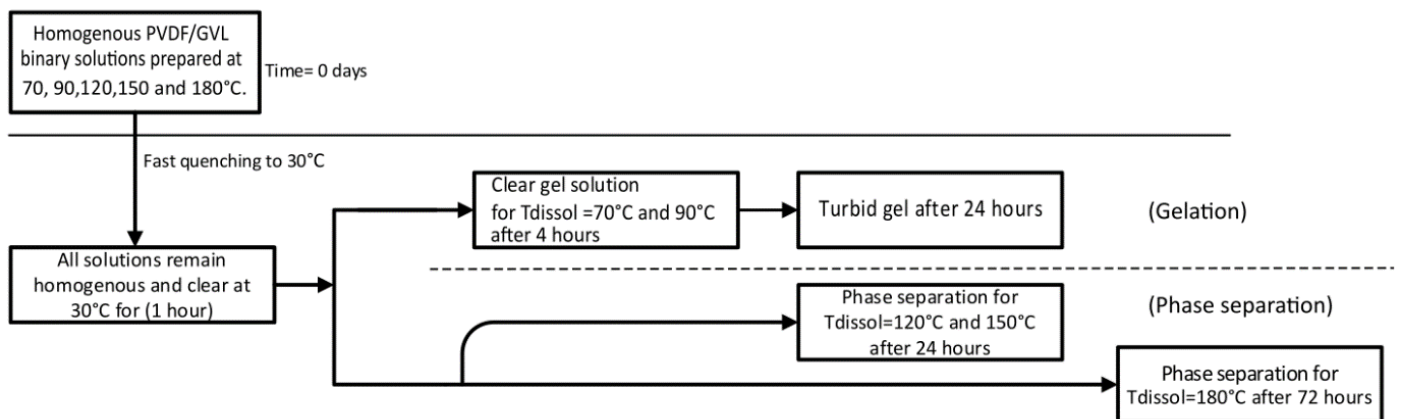 Homogenous PVDF/GVL
binary solutions prepared at
70, 90,120,150 and 180°C.
Time= 0 days
Fast quenching to 30°C
All solutions remain
homogenous and clear at
30°C for (1 hour)
Clear gel solution
for Tdissol =70°C and 90°C
after 4 hours
Turbid gel after 24 hours
(Gelation)
Phase separation for
Tdissol=120°C and 150°C
after 24 hours
(Phase separation)
Phase separation for
Tdissol=180°C after 72 hours